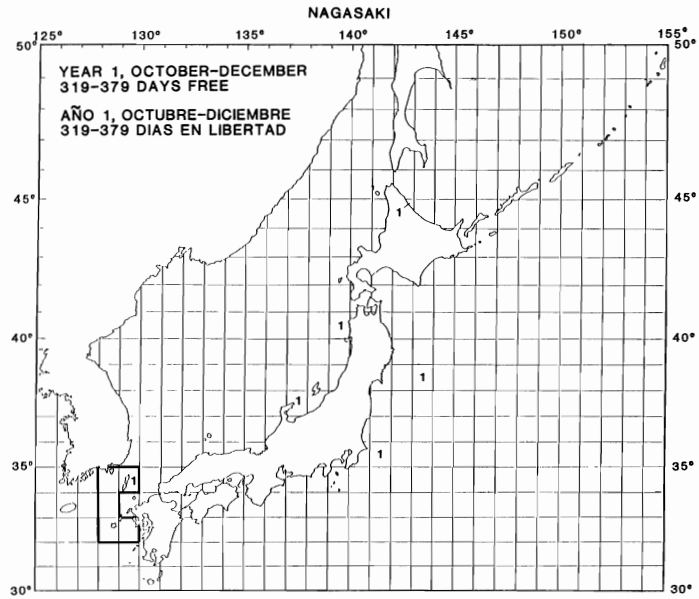 NAGASAKI
125° 130° 135° 140° 145° 150° 155°
50° 50°
YEAR 1, OCTOBER–DECEMBER
319–379 DAYS FREE
AÑO 1, OCTUBRE–DICIEMBRE
319–379 DIAS EN LIBERTAD
45° 45°
1
1
40° 40°
1
1
1
35° 35°
1
30° 30°